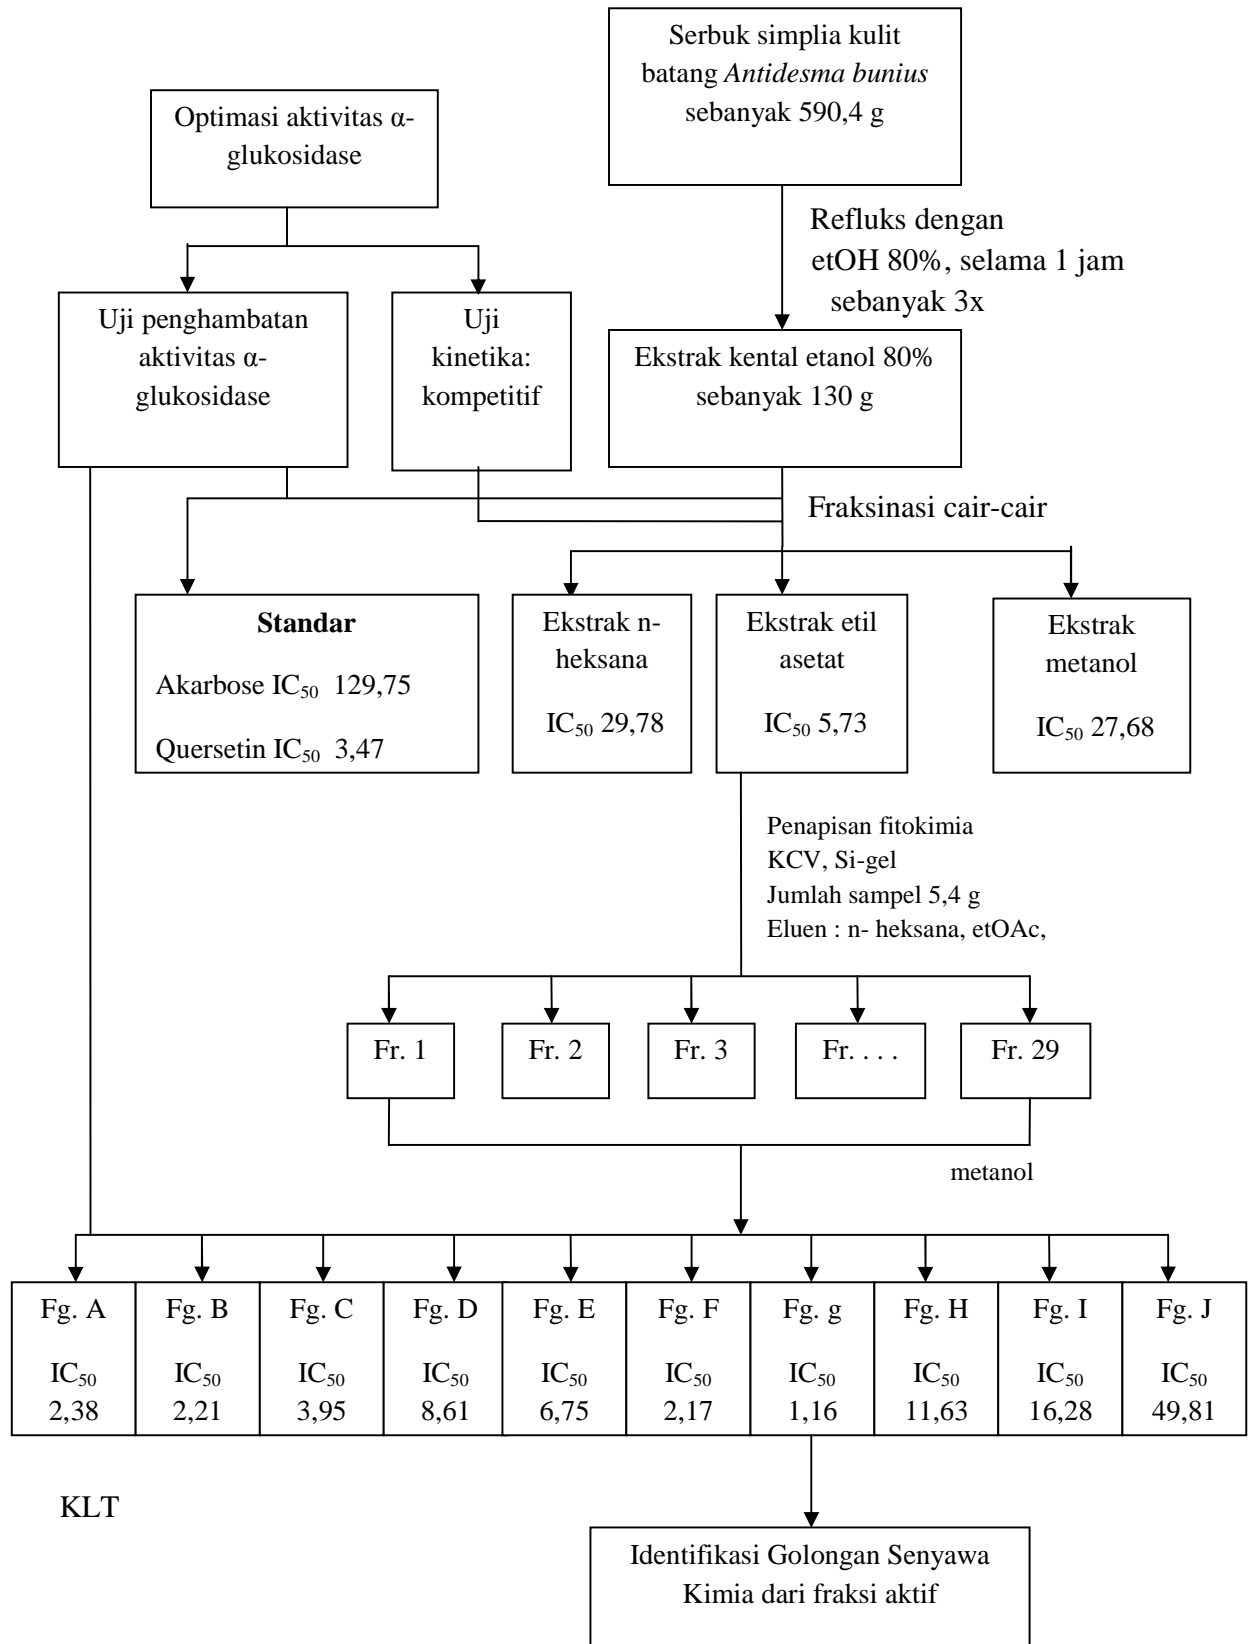 Serbuk simplia kulit
batang Antidesma bunius
sebanyak 590,4 g
Optimasi aktivitas α-
glukosidase
Refluks dengan
etOH 80%, selama 1 jam
sebanyak 3x
Uji penghambatan
aktivitas α-
glukosidase
Uji
kinetika:
kompetitif
Ekstrak kental etanol 80%
sebanyak 130 g
Fraksinasi cair-cair
Standar
Akarbose IC₅₀ 129,75
Quersetin IC₅₀ 3,47
Ekstrak n-
heksana
IC₅₀ 29,78
Ekstrak etil
asetat
IC₅₀ 5,73
Ekstrak
metanol
IC₅₀ 27,68
Penapisan fitokimia
KCV, Si-gel
Jumlah sampel 5,4 g
Eluen : n- heksana, etOAc,
Fr. 1
Fr. 2
Fr. 3
Fr. . . .
Fr. 29
metanol
Fg. A
IC₅₀
2,38
Fg. B
IC₅₀
2,21
Fg. C
IC₅₀
3,95
Fg. D
IC₅₀
8,61
Fg. E
IC₅₀
6,75
Fg. F
IC₅₀
2,17
Fg. g
IC₅₀
1,16
Fg. H
IC₅₀
11,63
Fg. I
IC₅₀
16,28
Fg. J
IC₅₀
49,81
KLT
Identifikasi Golongan Senyawa
Kimia dari fraksi aktif